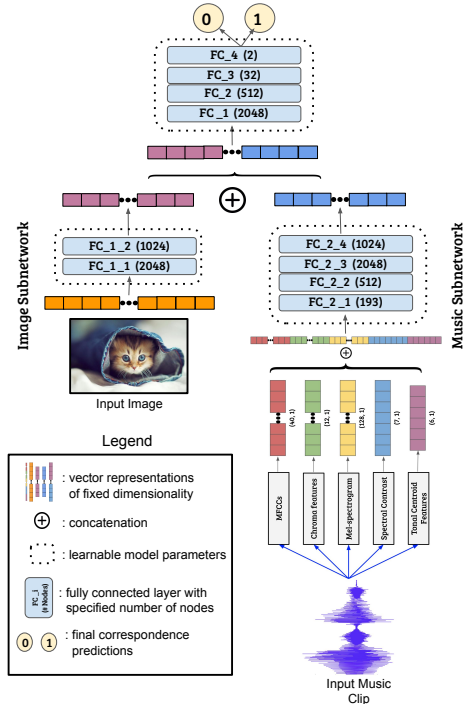 0 1
FC_4 (2)
FC_3 (32)
FC_2 (512)
FC_1 (2048)
Image Subnetwork
FC_1_2 (1024)
FC_1_1 (2048)
Input Image
Music Subnetwork
FC_2_4 (1024)
FC_2_3 (2048)
FC_2_2 (512)
FC_2_1 (193)
(40, 1)
(12, 1)
(128, 1)
(7, 1)
(6, 1)
MFCCs
Chroma features
Mel-spectrogram
Spectral Contrast
Tonal Centroid
Features
Input Music
Clip
Legend
: vector representations
of fixed dimensionality
: concatenation
: learnable model parameters
FC_i
(# Nodes)
: fully connected layer with
specified number of nodes
0 1
: final correspondence
predictions